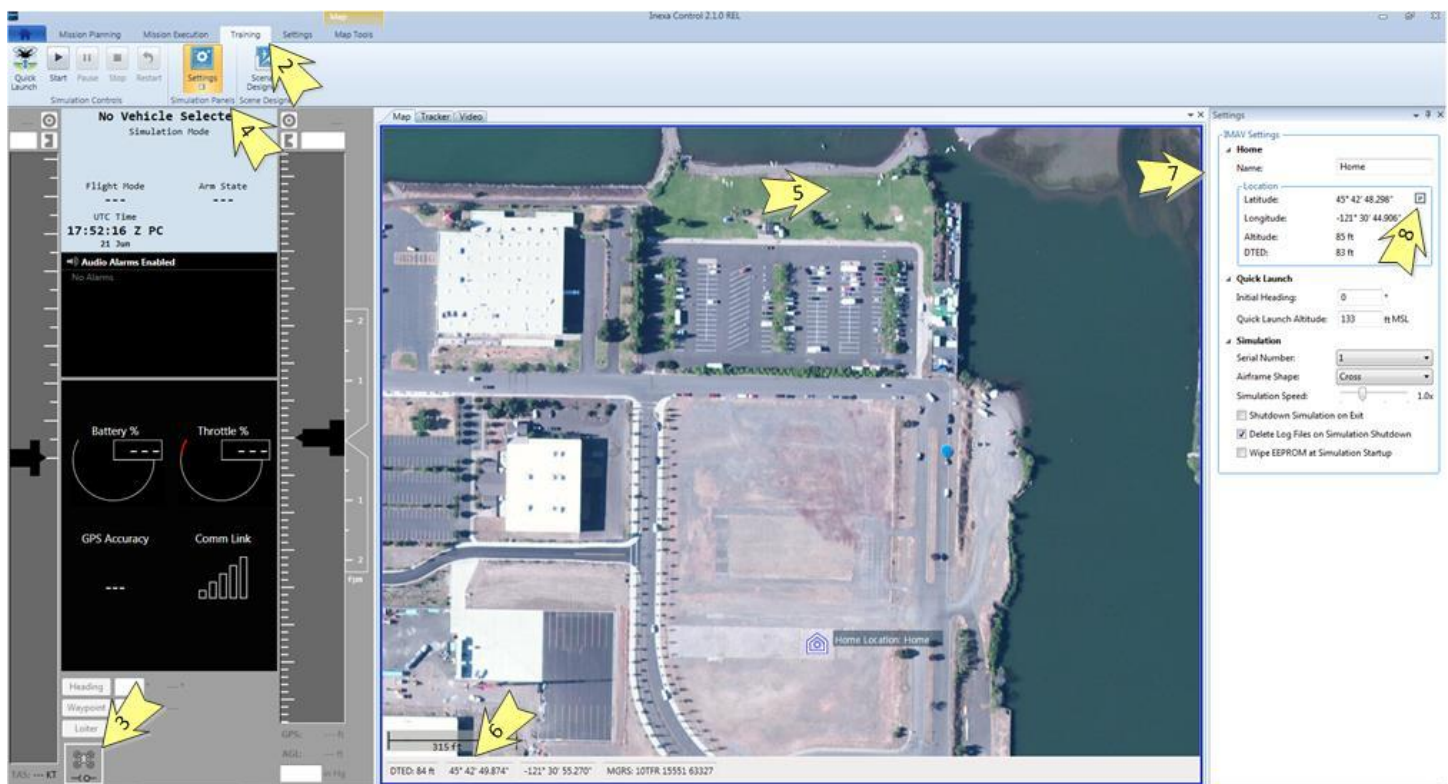 Map
Inexa Control 2.1.0 REL
Mission Planning Mission Execution Training Settings Map Tools
2
Quick Launch
Start Pause Stop Restart
Settings
Simulation Controls Simulation Panels
4
No Vehicle
Simulation Mode
Flight Mode Arm State
--- ---
UTC Time
17:52:16 Z PC
21 Jun
Audio Alarms Enabled
No Alarms
Battery % Throttle %
--- ---
GPS Accuracy Comm Link
---
2
1
1
2
fpm
Heading
Waypoint
Loiter
3
GPS: --- ft
AGL: --- ft
--- KT
in Hg
Map Tracker Video
5
Home Location: Home
6
315 ft
DTED: 84 ft 45° 42' 49.874" -121° 30' 55.270" MGRS: 10TFR 15551 63327
Settings
IMAV Settings
7
Home
Name: Home
Location
Latitude: 45° 42' 48.298"
Longitude: -121° 30' 44.906"
8
Altitude: 85 ft
DTED: 83 ft
Quick Launch
Initial Heading: 0 °
Quick Launch Altitude: 133 ft MSL
Simulation
Serial Number: 1
Airframe Shape: Cross
Simulation Speed: 1.0x
Shutdown Simulation on Exit
Delete Log Files on Simulation Shutdown
Wipe EEPROM at Simulation Startup